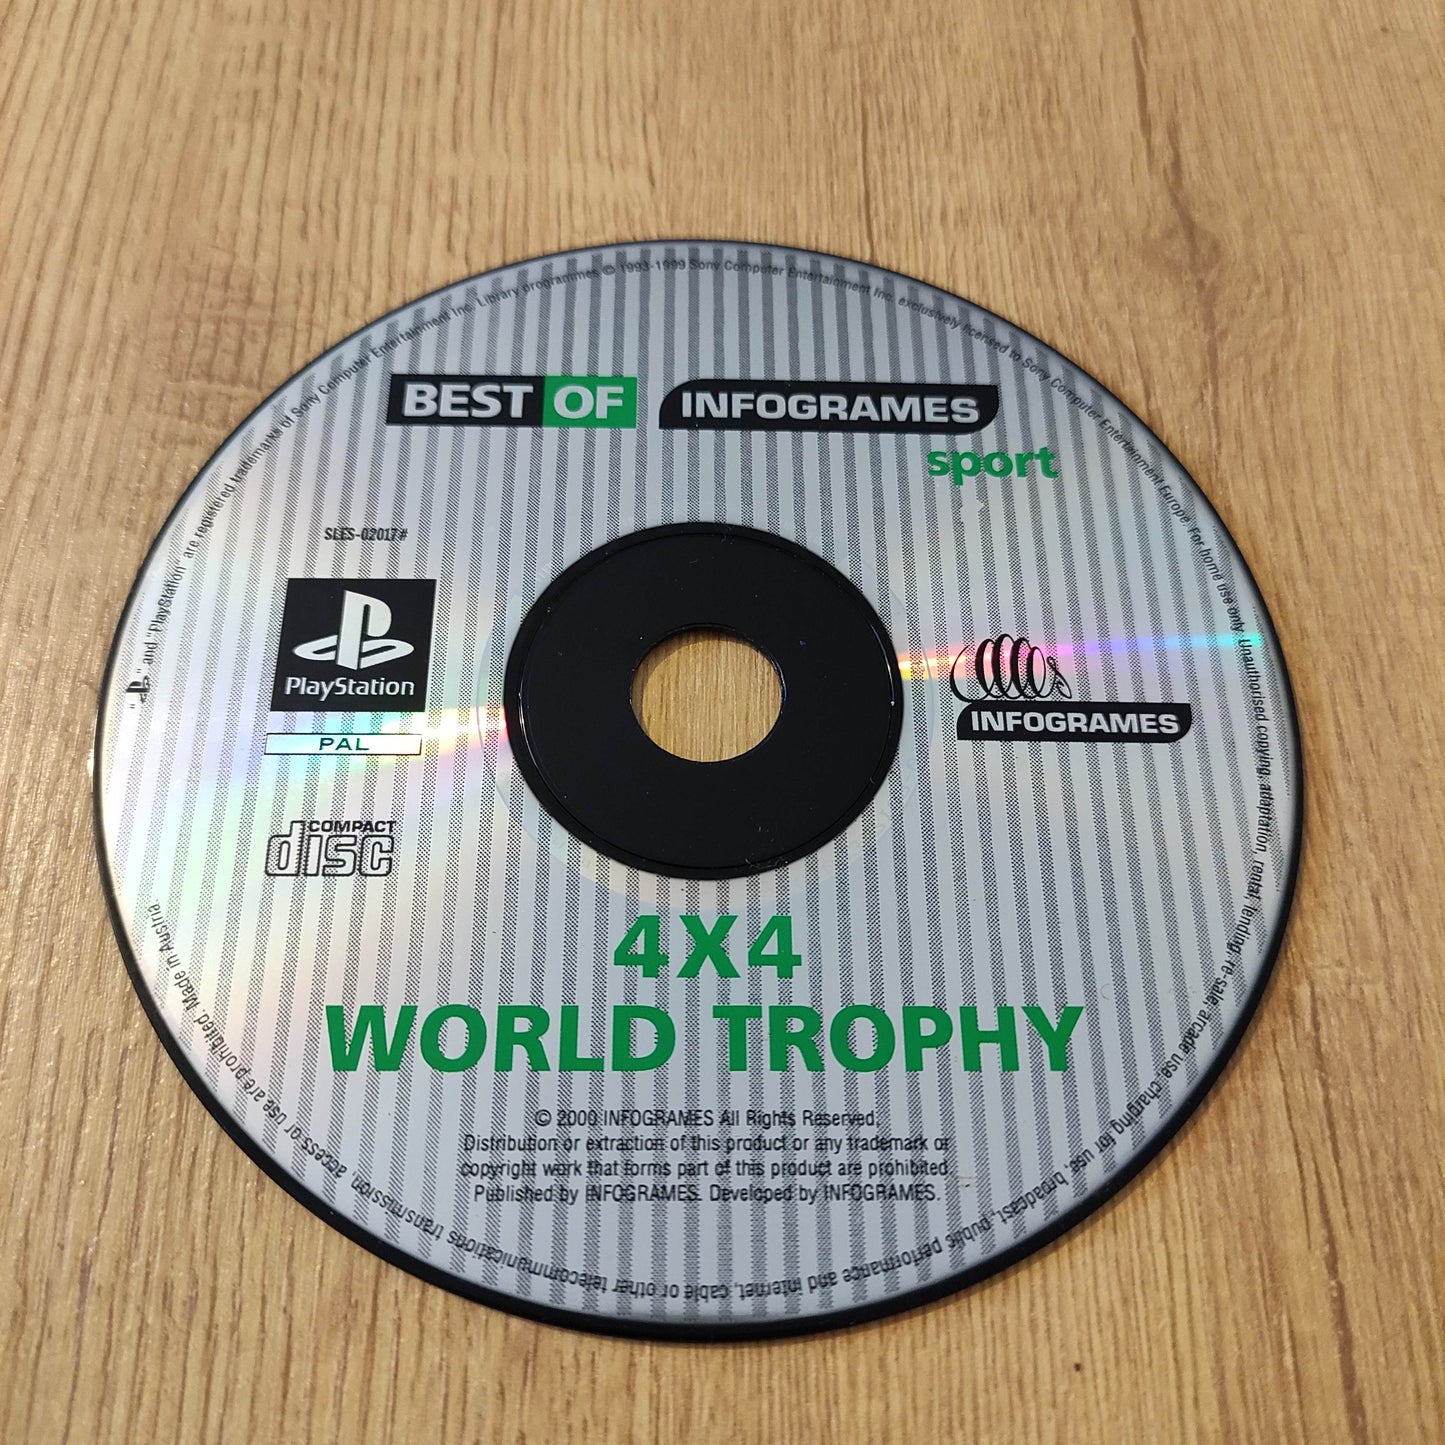 BEST OF INFOGRAMES
sport
SLES-02017#
PlayStation
PAL
COMPACT
disc
INFOGRAMES
4X4
WORLD TROPHY
© 2000 INFOGRAMES All Rights Reserved.
Distribution or extraction of this product or any trademark or
copyright work that forms part of this product are prohibited.
Published by INFOGRAMES. Developed by INFOGRAMES.
" " and "PlayStation" are registered trademarks of Sony Computer Entertainment Inc. Library programmes © 1993-1999 Sony Computer Entertainment Inc. exclusively licensed to Sony Computer Entertainment Europe. For home use only. Unauthorised copying, adaptation, rental, lending, re-sale, arcade use, charging for use, broadcast, public performance and internet, cable or other telecommunications transmission, access or use are prohibited. Made in Austria